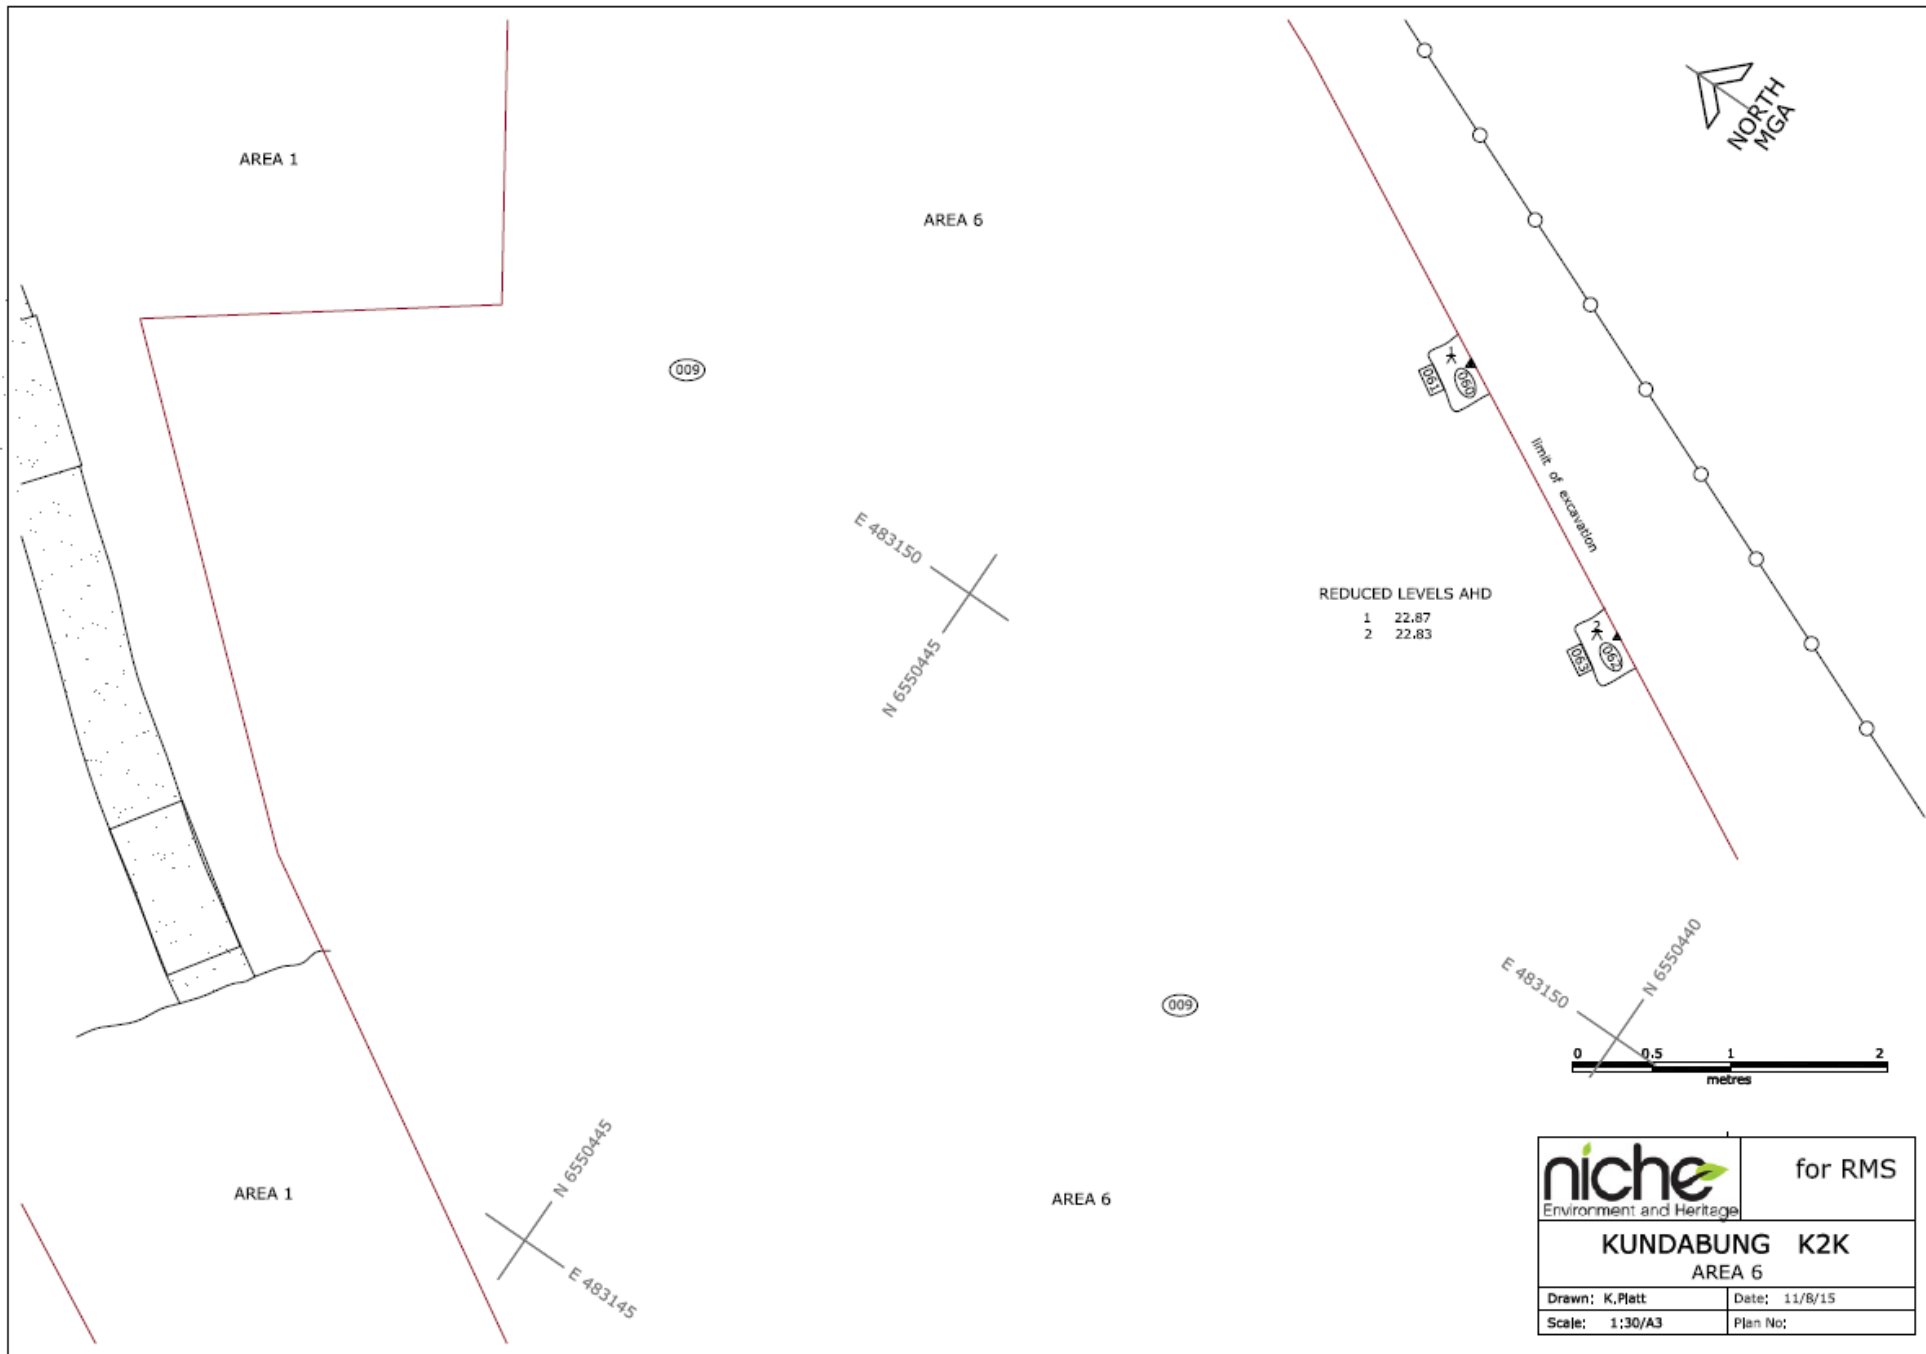 NORTH
MGA
AREA 1
AREA 6
009
1
060
061
limit of excavation
E 483150
N 6550445
REDUCED LEVELS AHD
1 22.87
2 22.83
2
062
063
E 483150
N 6550440
009
0 0.5 1 2
metres
N 6550445
E 483145
AREA 1
AREA 6
niche
Environment and Heritage
for RMS
KUNDABUNG K2K
AREA 6
Drawn: K.Platt
Date: 11/8/15
Scale: 1:30/A3
Plan No: